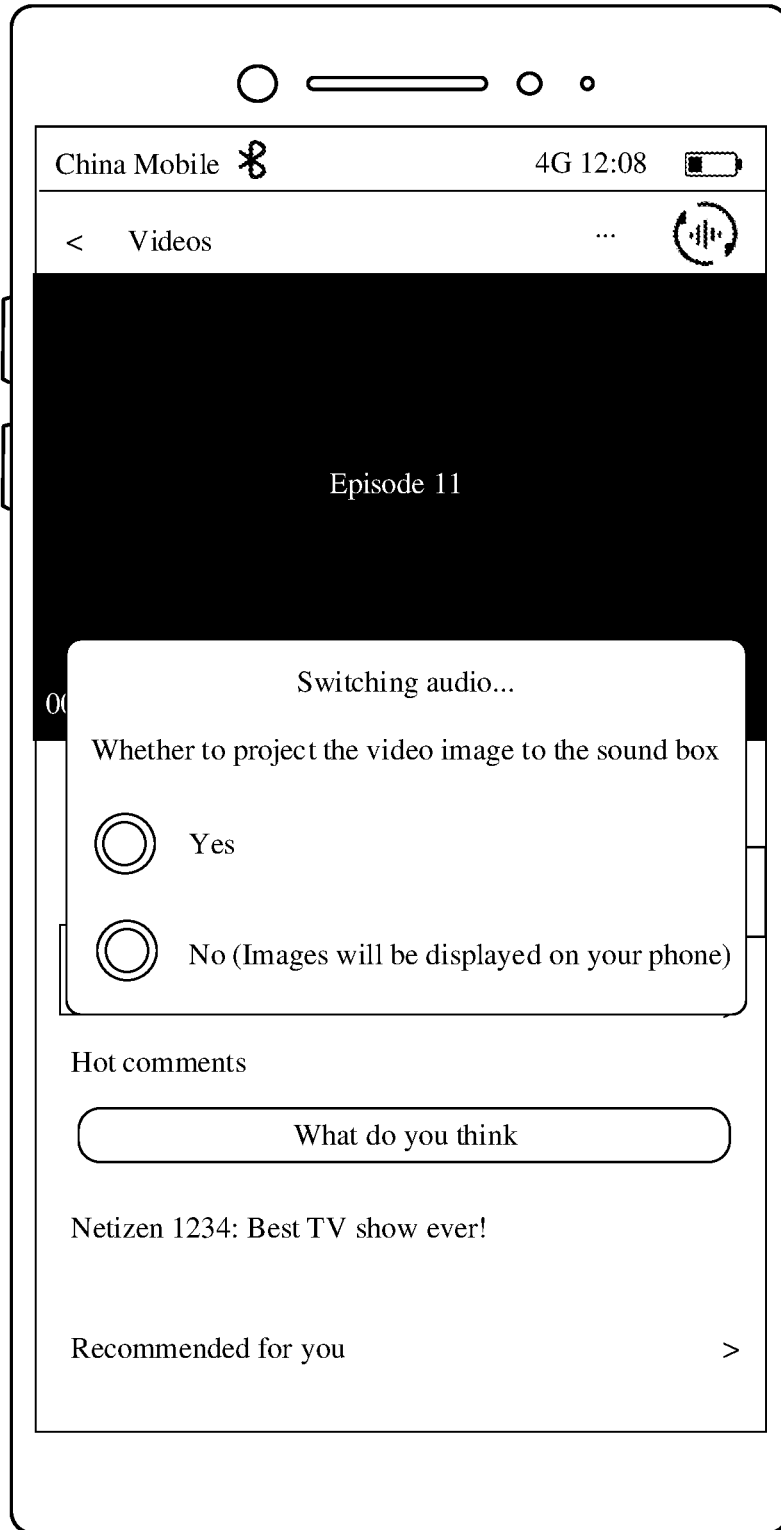 China Mobile 4G 12:08
< Videos ...
Episode 11
Switching audio...
00
Whether to project the video image to the sound box
Yes
No (Images will be displayed on your phone)
>
Hot comments
What do you think
Netizen 1234: Best TV show ever!
Recommended for you >